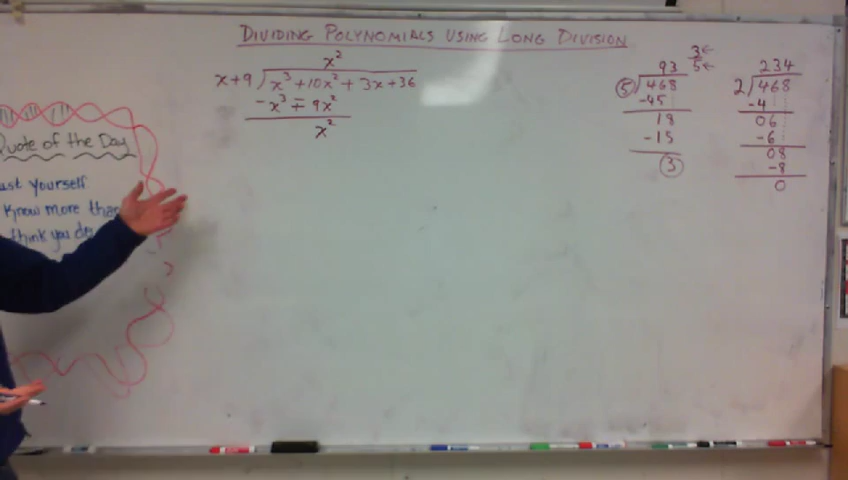 DIVIDING POLYNOMIALS USING LONG DIVISION
x²
x+9 ) x³ + 10x² + 3x + 36
- x³ ∓ 9x²
x²
93
3←
5←
5 ) 468
-45
18
-15
3
234
2 ) 468
-4
06
-6
08
-8
0
Quote of the Day
ust yourself.
Know more than
think you do